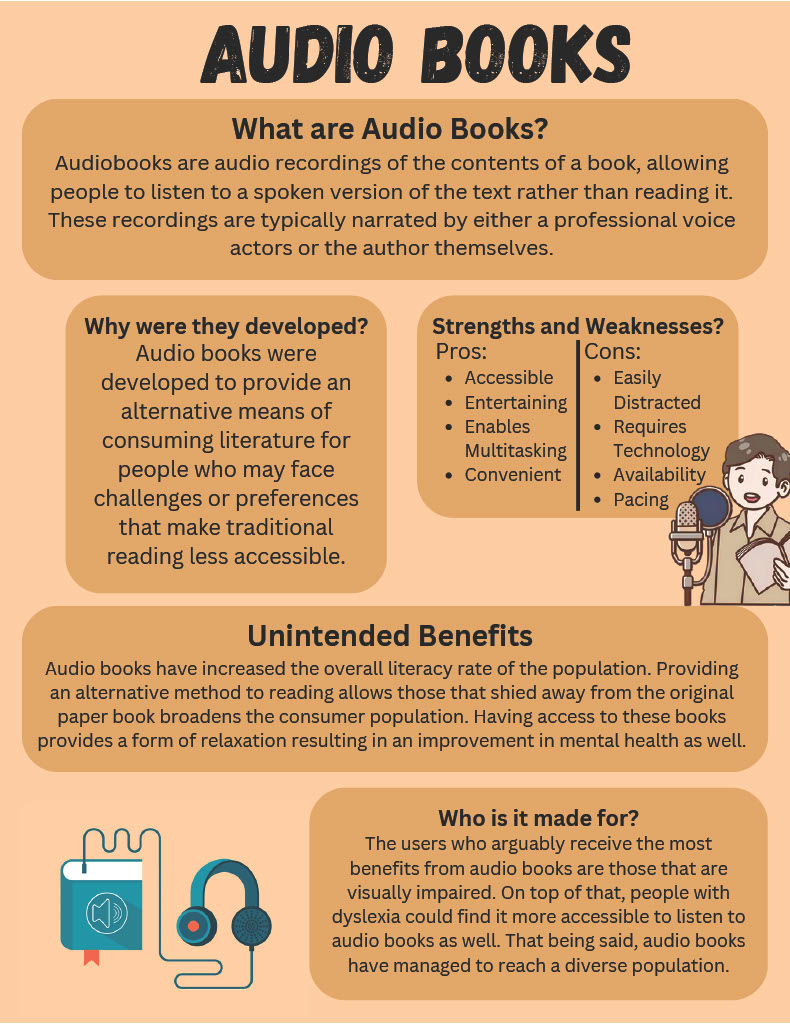 AUDIO BOOKS
What are Audio Books?
Audiobooks are audio recordings of the contents of a book, allowing
people to listen to a spoken version of the text rather than reading it.
These recordings are typically narrated by either a professional voice
actors or the author themselves.
Why were they developed?
Audio books were
developed to provide an
alternative means of
consuming literature for
people who may face
challenges or preferences
that make traditional
reading less accessible.
Strengths and Weaknesses?
Pros:
• Accessible
• Entertaining
• Enables
Multitasking
• Convenient
Cons:
• Easily
Distracted
• Requires
Technology
• Availability
• Pacing
Unintended Benefits
Audio books have increased the overall literacy rate of the population. Providing
an alternative method to reading allows those that shied away from the original
paper book broadens the consumer population. Having access to these books
provides a form of relaxation resulting in an improvement in mental health as well.
Who is it made for?
The users who arguably receive the most
benefits from audio books are those that are
visually impaired. On top of that, people with
dyslexia could find it more accessible to listen to
audio books as well. That being said, audio books
have managed to reach a diverse population.